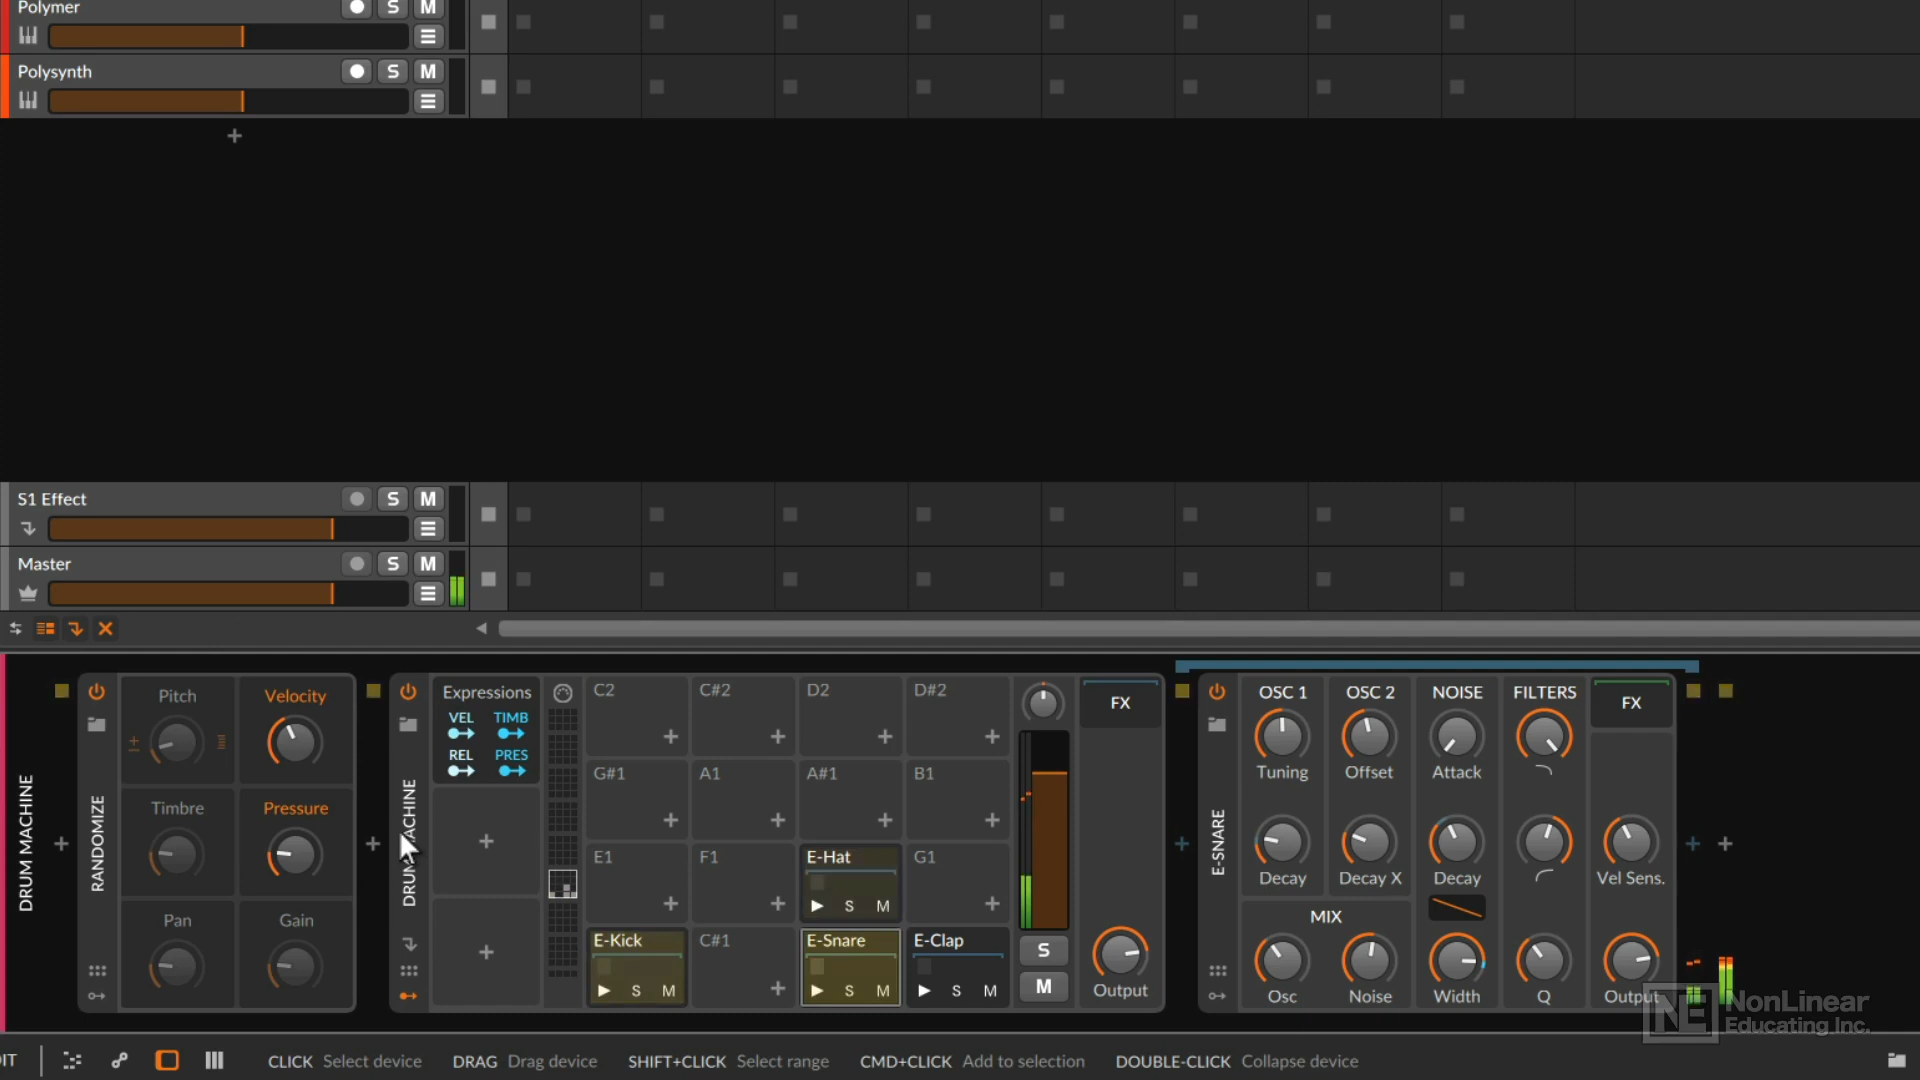 Polymer
S M
Polysynth
S M
+
S1 Effect
S M
Master
S M
DRUM MACHINE
RANDOMIZE
Pitch Velocity
Timbre Pressure
Pan Gain
DRUM MACHINE
Expressions
VEL TIMB
REL PRES
C2 C#2 D2 D#2
G#1 A1 A#1 B1
E1 F1 E-Hat G1
S M
E-Kick C#1 E-Snare E-Clap
S M S M S M
S
M
FX
Output
E-SNARE
OSC 1 OSC 2 NOISE FILTERS FX
Tuning Offset Attack
Decay Decay X Decay Vel Sens.
MIX
Osc Noise Width Q Output
NE NonLinear
Educating Inc.
IT CLICK Select device DRAG Drag device SHIFT+CLICK Select range CMD+CLICK Add to selection DOUBLE-CLICK Collapse device